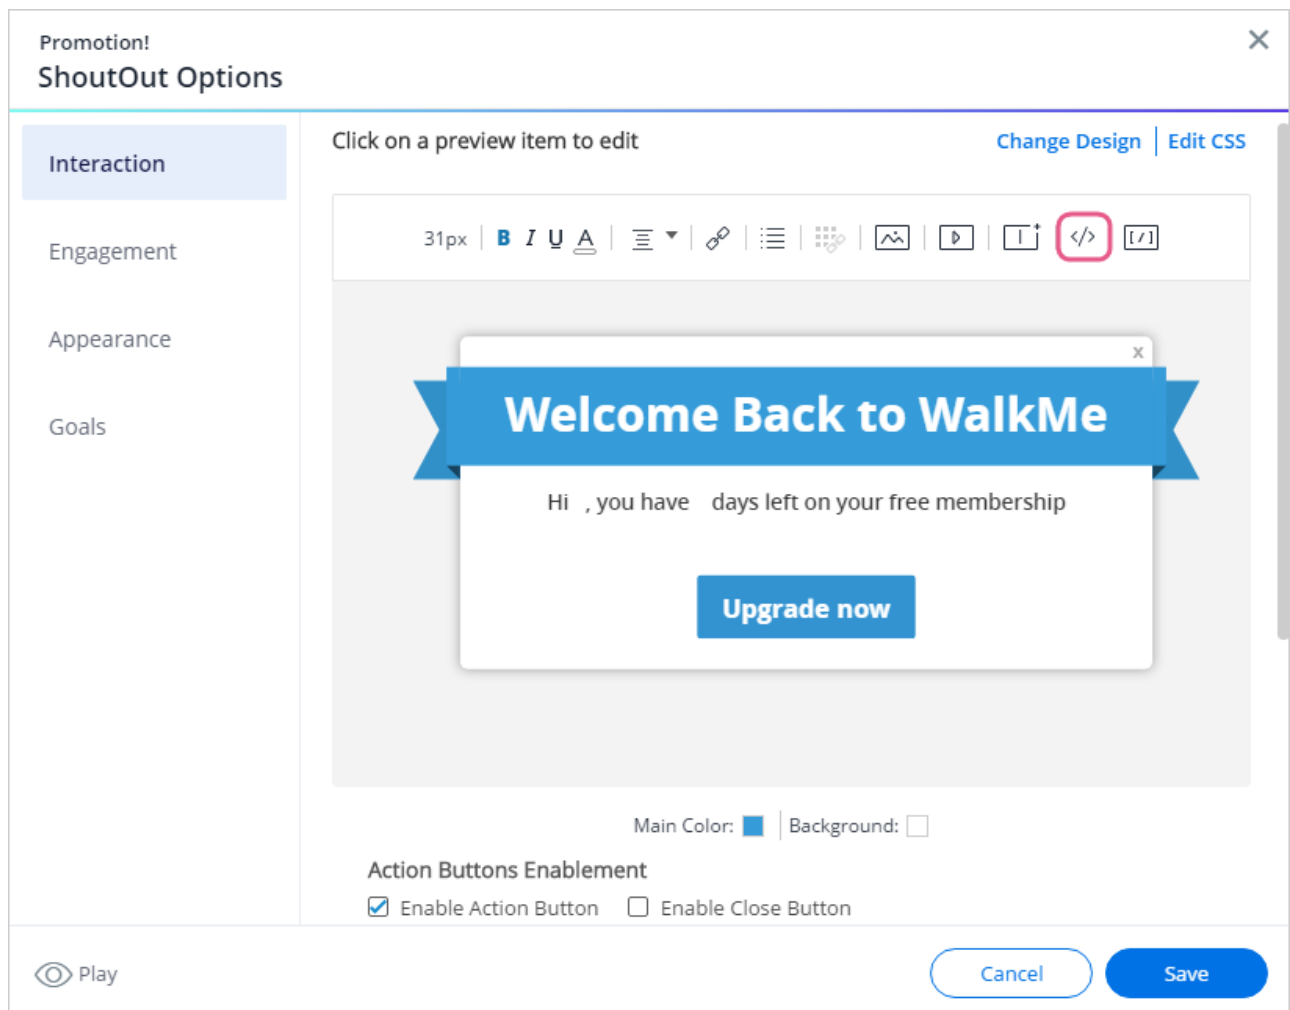 Promotion!
ShoutOut Options
Interaction
Engagement
Appearance
Goals
Click on a preview item to edit
Change Design | Edit CSS
31px B I U A </> [/]
x
Welcome Back to WalkMe
Hi , you have days left on your free membership
Upgrade now
Main Color: Background:
Action Buttons Enablement
Enable Action Button Enable Close Button
Play
Cancel Save